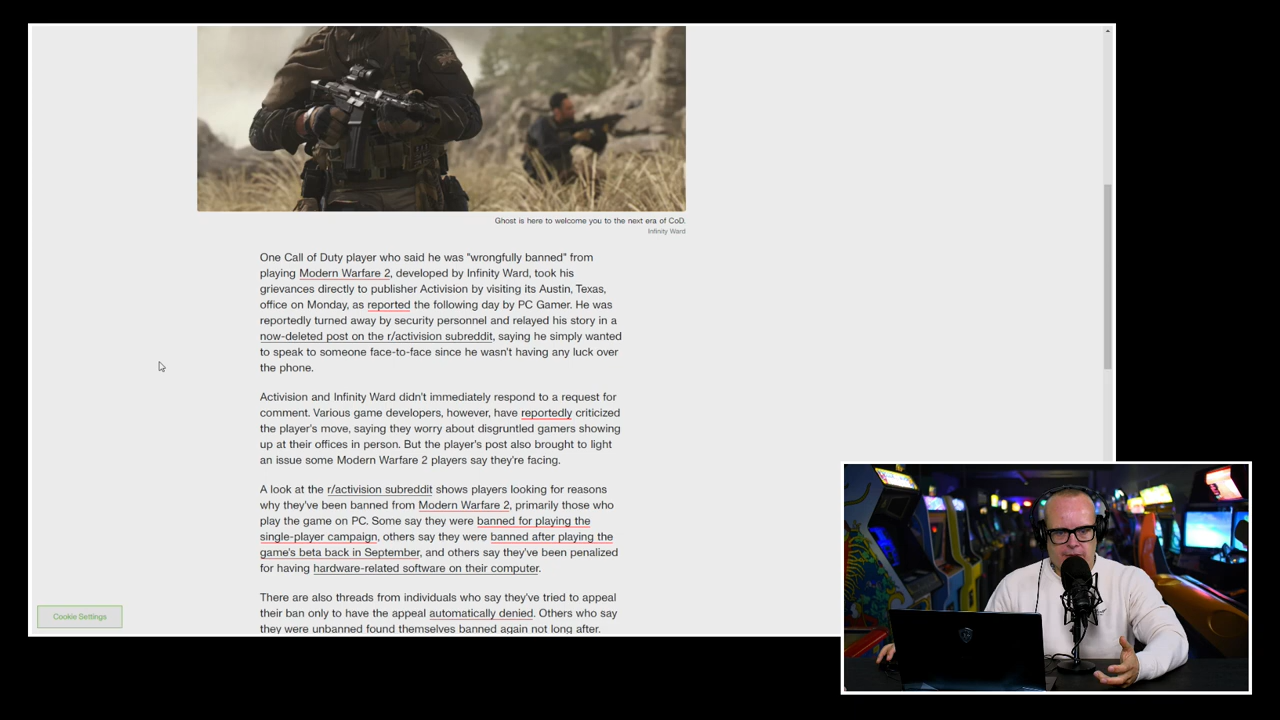 Ghost is here to welcome you to the next era of CoD.
Infinity Ward
One Call of Duty player who said he was "wrongfully banned" from
playing Modern Warfare 2, developed by Infinity Ward, took his
grievances directly to publisher Activision by visiting its Austin, Texas,
office on Monday, as reported the following day by PC Gamer. He was
reportedly turned away by security personnel and relayed his story in a
now-deleted post on the r/activision subreddit, saying he simply wanted
to speak to someone face-to-face since he wasn't having any luck over
the phone.
Activision and Infinity Ward didn't immediately respond to a request for
comment. Various game developers, however, have reportedly criticized
the player's move, saying they worry about disgruntled gamers showing
up at their offices in person. But the player's post also brought to light
an issue some Modern Warfare 2 players say they're facing.
A look at the r/activision subreddit shows players looking for reasons
why they've been banned from Modern Warfare 2, primarily those who
play the game on PC. Some say they were banned for playing the
single-player campaign, others say they were banned after playing the
game's beta back in September, and others say they've been penalized
for having hardware-related software on their computer.
There are also threads from individuals who say they've tried to appeal
their ban only to have the appeal automatically denied. Others who say
they were unbanned found themselves banned again not long after.
Cookie Settings